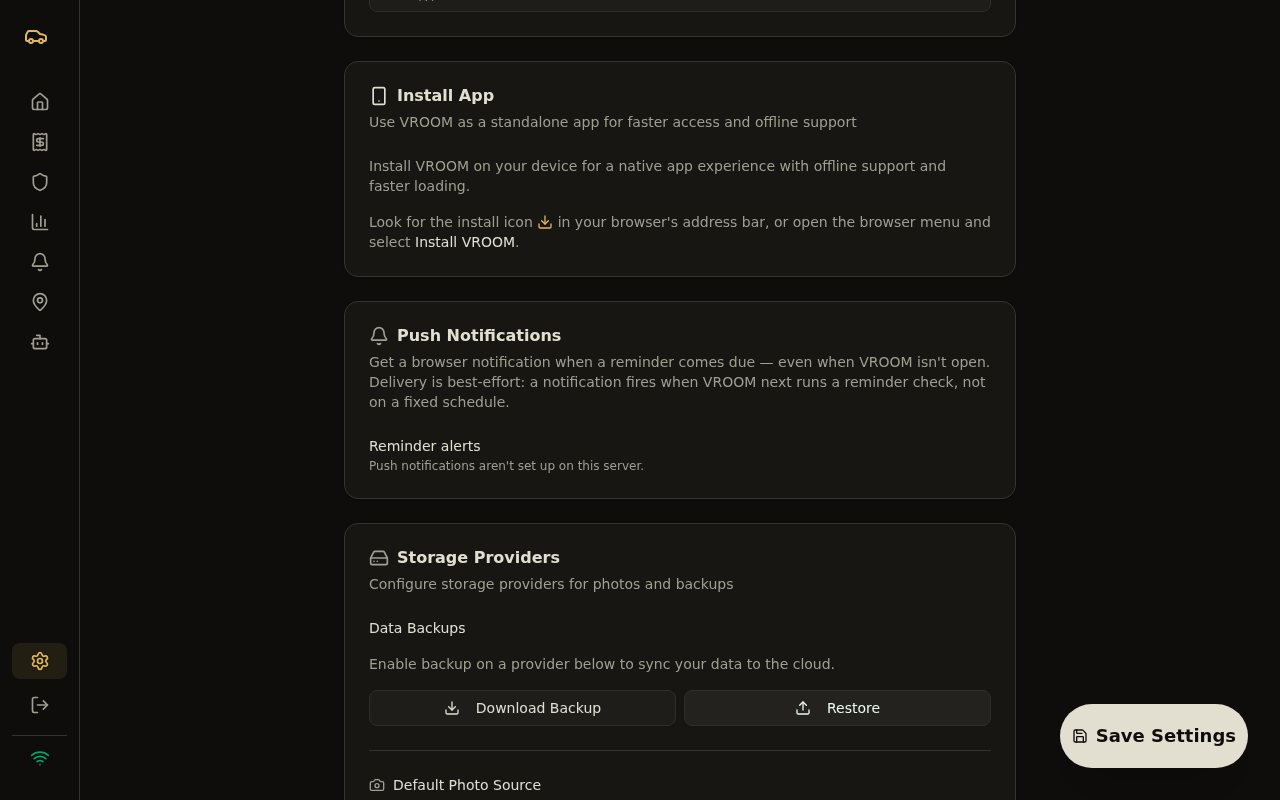 Install App
Use VROOM as a standalone app for faster access and offline support
Install VROOM on your device for a native app experience with offline support and
faster loading.
Look for the install icon in your browser's address bar, or open the browser menu and
select Install VROOM.
Push Notifications
Get a browser notification when a reminder comes due — even when VROOM isn't open.
Delivery is best-effort: a notification fires when VROOM next runs a reminder check, not
on a fixed schedule.
Reminder alerts
Push notifications aren't set up on this server.
Storage Providers
Configure storage providers for photos and backups
Data Backups
Enable backup on a provider below to sync your data to the cloud.
Download Backup
Restore
Save Settings
Default Photo Source